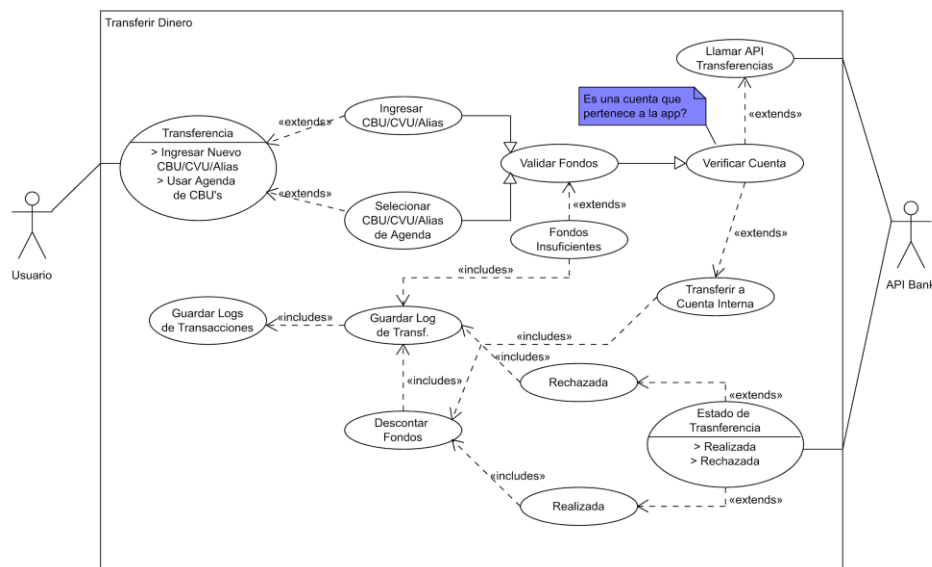 Transferir Dinero
Llamar API
Transferencias
Es una cuenta que
pertenece a la app?
Ingresar
CBU/CVU/Alias
«extends»
«extends»
Transferencia
> Ingresar Nuevo
CBU/CVU/Alias
> Usar Agenda
de CBU's
Validar Fondos
Verificar Cuenta
«extends»
Selecionar
CBU/CVU/Alias
de Agenda
«extends»
Fondos
Insuficientes
«extends»
Usuario
API Bank
«includes»
Transferir a
Cuenta Interna
Guardar Logs
de Transacciones
«includes»
Guardar Log
de Transf.
«includes»
«includes»
«includes»
Rechazada
«extends»
Descontar
Fondos
Estado de
Trasnferencia
> Realizada
> Rechazada
«includes»
Realizada
«extends»